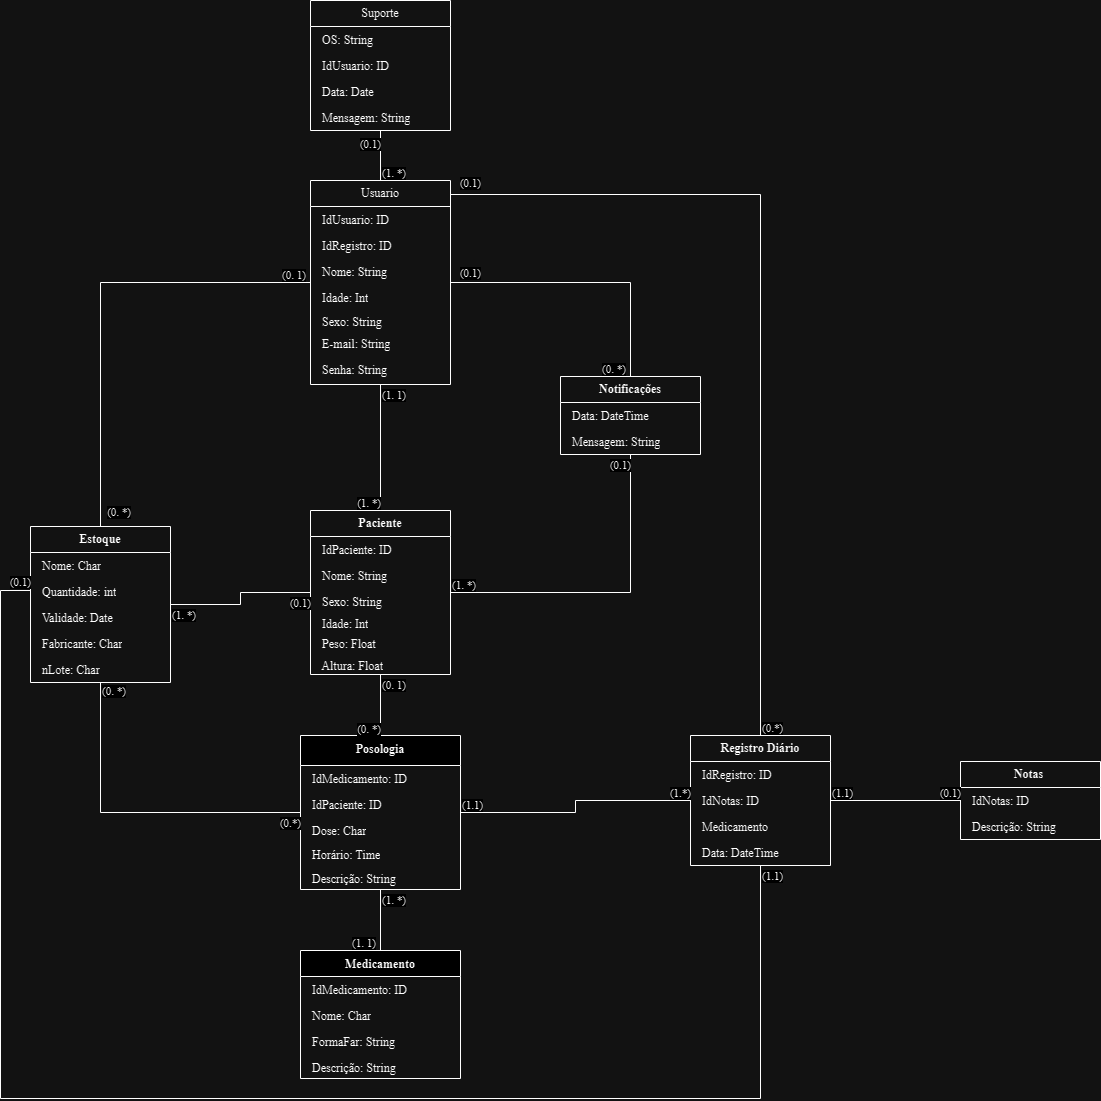 Suporte
OS: String
IdUsuario: ID
Data: Date
Mensagem: String
(0.1)
(1. *)
Usuario
IdUsuario: ID
IdRegistro: ID
Nome: String
Idade: Int
Sexo: String
E-mail: String
Senha: String
(0.1)
(0. 1)
(0.1)
(1. 1)
(0. *)
Notificações
Data: DateTime
Mensagem: String
(0.1)
(1. *)
Paciente
IdPaciente: ID
Nome: String
Sexo: String
Idade: Int
Peso: Float
Altura: Float
(1. *)
(0.1)
(0. 1)
(0. *)
Estoque
Nome: Char
Quantidade: int
Validade: Date
Fabricante: Char
nLote: Char
(0.1)
(1. *)
(0. *)
(0. *)
Posologia
IdMedicamento: ID
IdPaciente: ID
Dose: Char
Horário: Time
Descrição: String
(0.*)
(1.1)
(1. *)
(1. 1)
Medicamento
IdMedicamento: ID
Nome: Char
FormaFar: String
Descrição: String
(0.*)
Registro Diário
IdRegistro: ID
IdNotas: ID
Medicamento
Data: DateTime
(1.*)
(1.1)
(1.1)
(0.1)
Notas
IdNotas: ID
Descrição: String